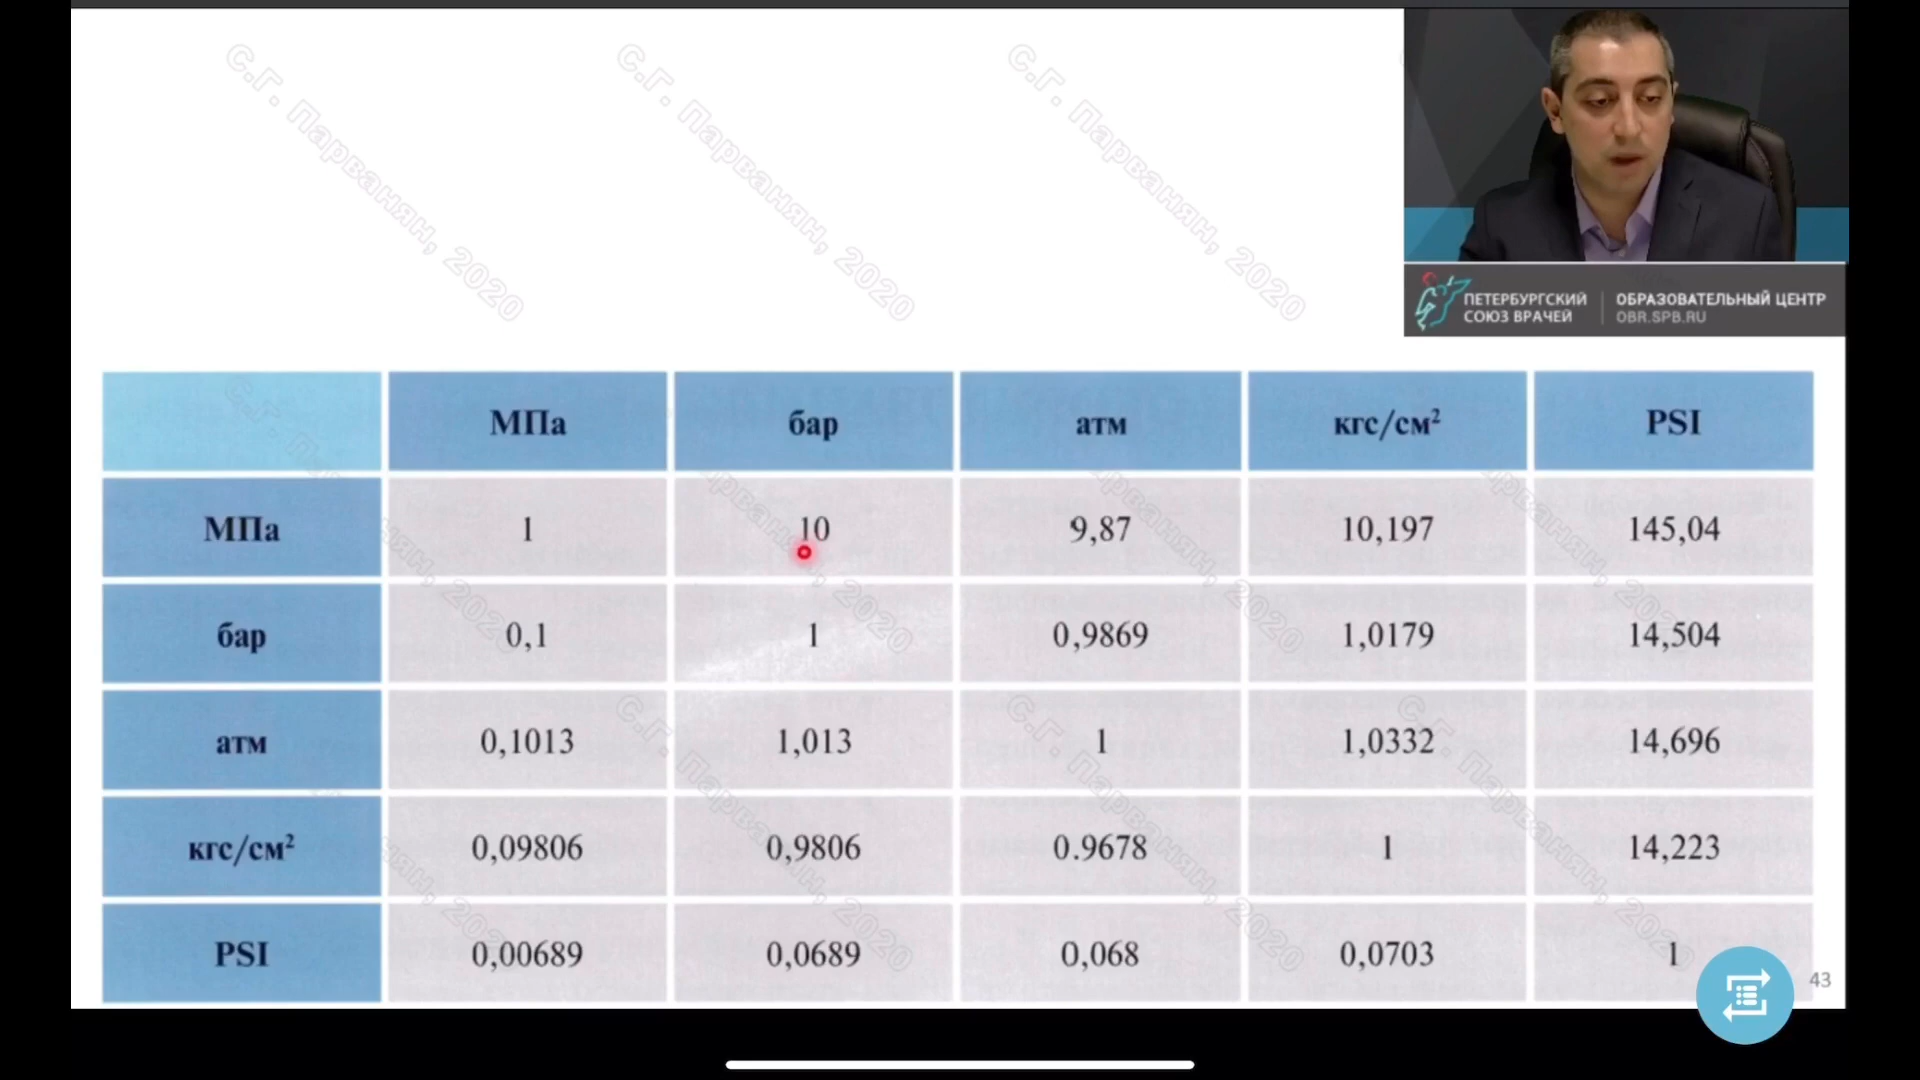 С.Г. Парванян, 2020
С.Г. Парванян, 2020
С.Г. Парванян, 2020
ПЕТЕРБУРГСКИЙ
СОЮЗ ВРАЧЕЙ
ОБРАЗОВАТЕЛЬНЫЙ ЦЕНТР
OBR.SPB.RU
МПа бар атм кгс/см² PSI
МПа 1 10 9,87 10,197 145,04
бар 0,1 1 0,9869 1,0179 14,504
атм 0,1013 1,013 1 1,0332 14,696
кгс/см² 0,09806 0,9806 0.9678 1 14,223
PSI 0,00689 0,0689 0,068 0,0703 1
43